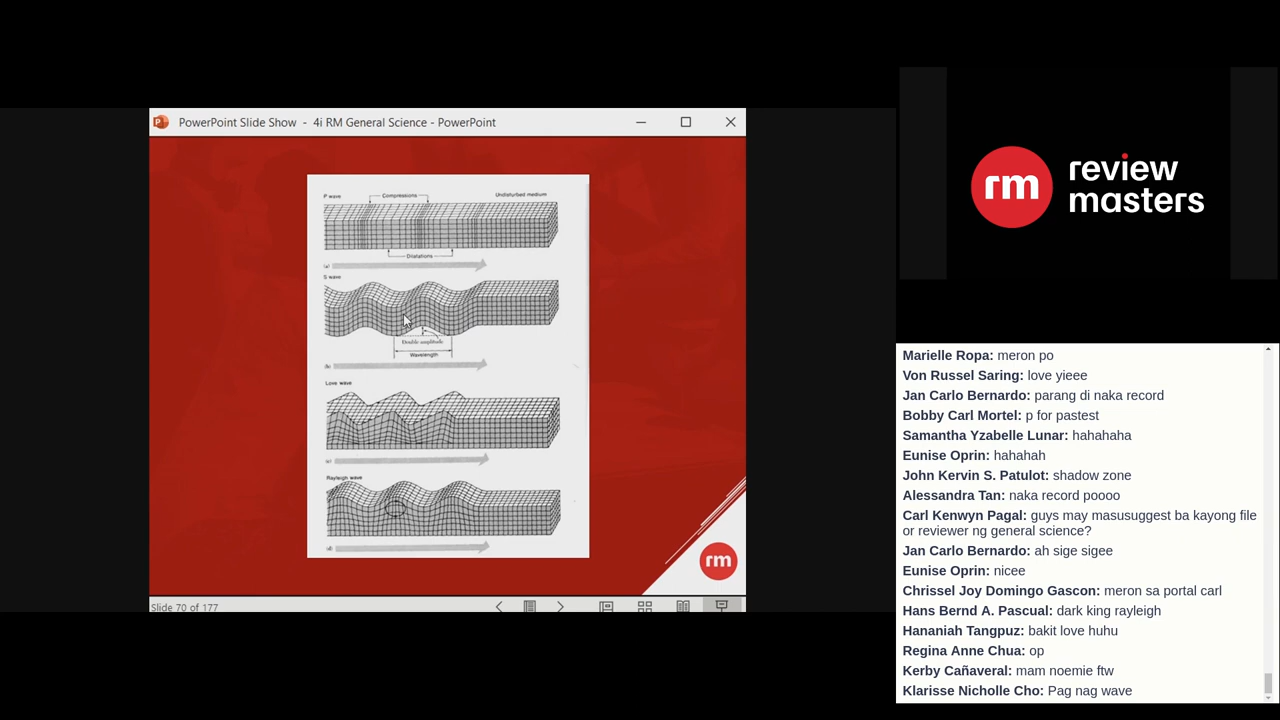 PowerPoint Slide Show - 4i RM General Science - PowerPoint
P wave
Compressions
Undisturbed medium
Dilatations
(a)
S wave
Double amplitude
Wavelength
(b)
Love wave
(c)
Rayleigh wave
(d)
rm
Slide 70 of 177
rm
review
masters
Marielle Ropa: meron po
Von Russel Saring: love yieee
Jan Carlo Bernardo: parang di naka record
Bobby Carl Mortel: p for pastest
Samantha Yzabelle Lunar: hahahaha
Eunise Oprin: hahahah
John Kervin S. Patulot: shadow zone
Alessandra Tan: naka record poooo
Carl Kenwyn Pagal: guys may masusuggest ba kayong file
or reviewer ng general science?
Jan Carlo Bernardo: ah sige sigee
Eunise Oprin: nicee
Chrissel Joy Domingo Gascon: meron sa portal carl
Hans Bernd A. Pascual: dark king rayleigh
Hananiah Tangpuz: bakit love huhu
Regina Anne Chua: op
Kerby Cañaveral: mam noemie ftw
Klarisse Nicholle Cho: Pag nag wave